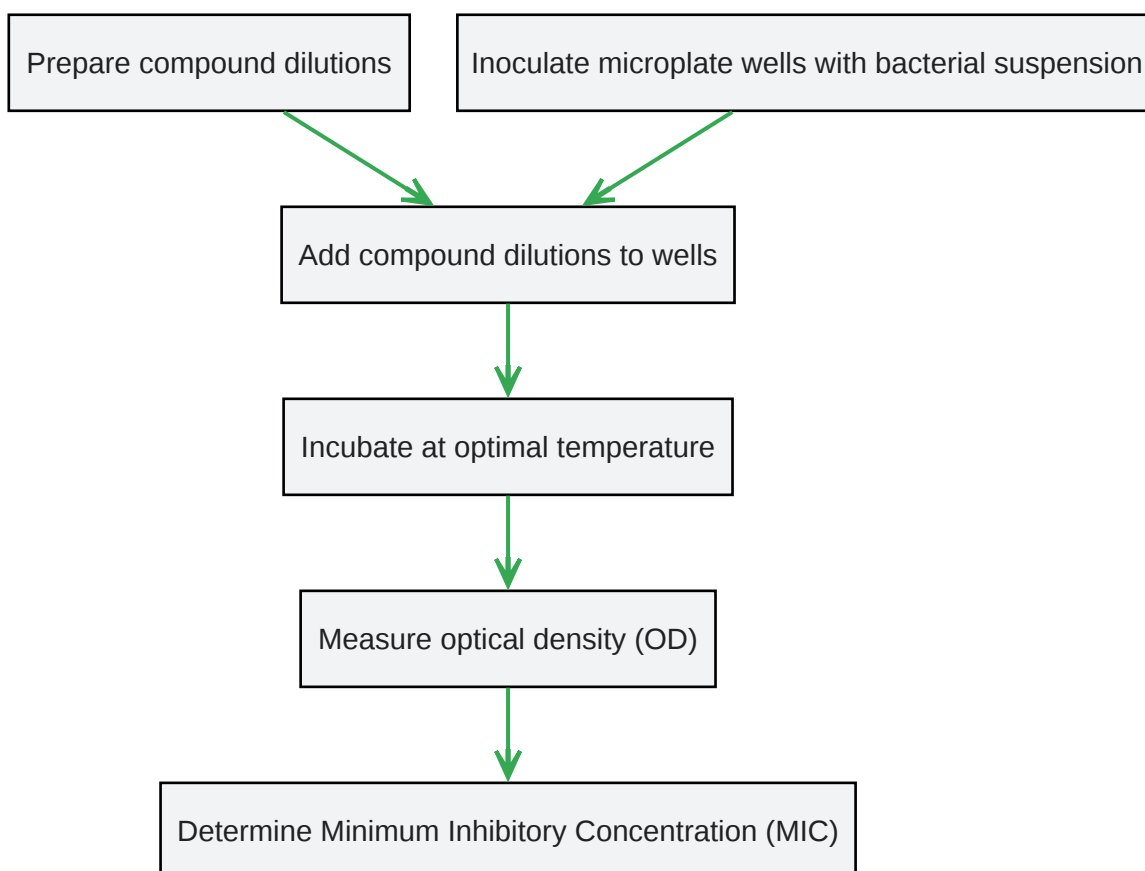 Prepare compound dilutions
Inoculate microplate wells with bacterial suspension
Add compound dilutions to wells
Incubate at optimal temperature
Measure optical density (OD)
Determine Minimum Inhibitory Concentration (MIC)